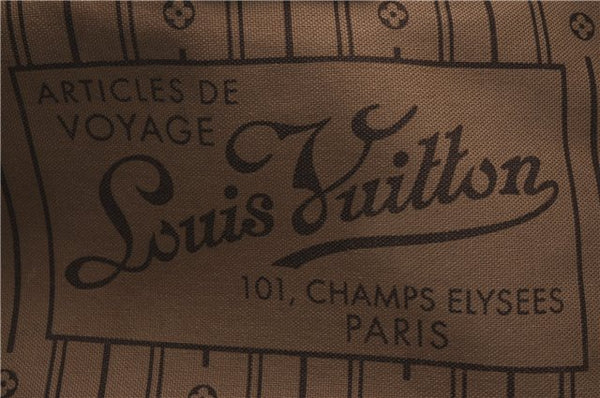 ARTICLES DE
VOYAGE
Louis Vuitton
101, CHAMPS ELYSEES
PARIS